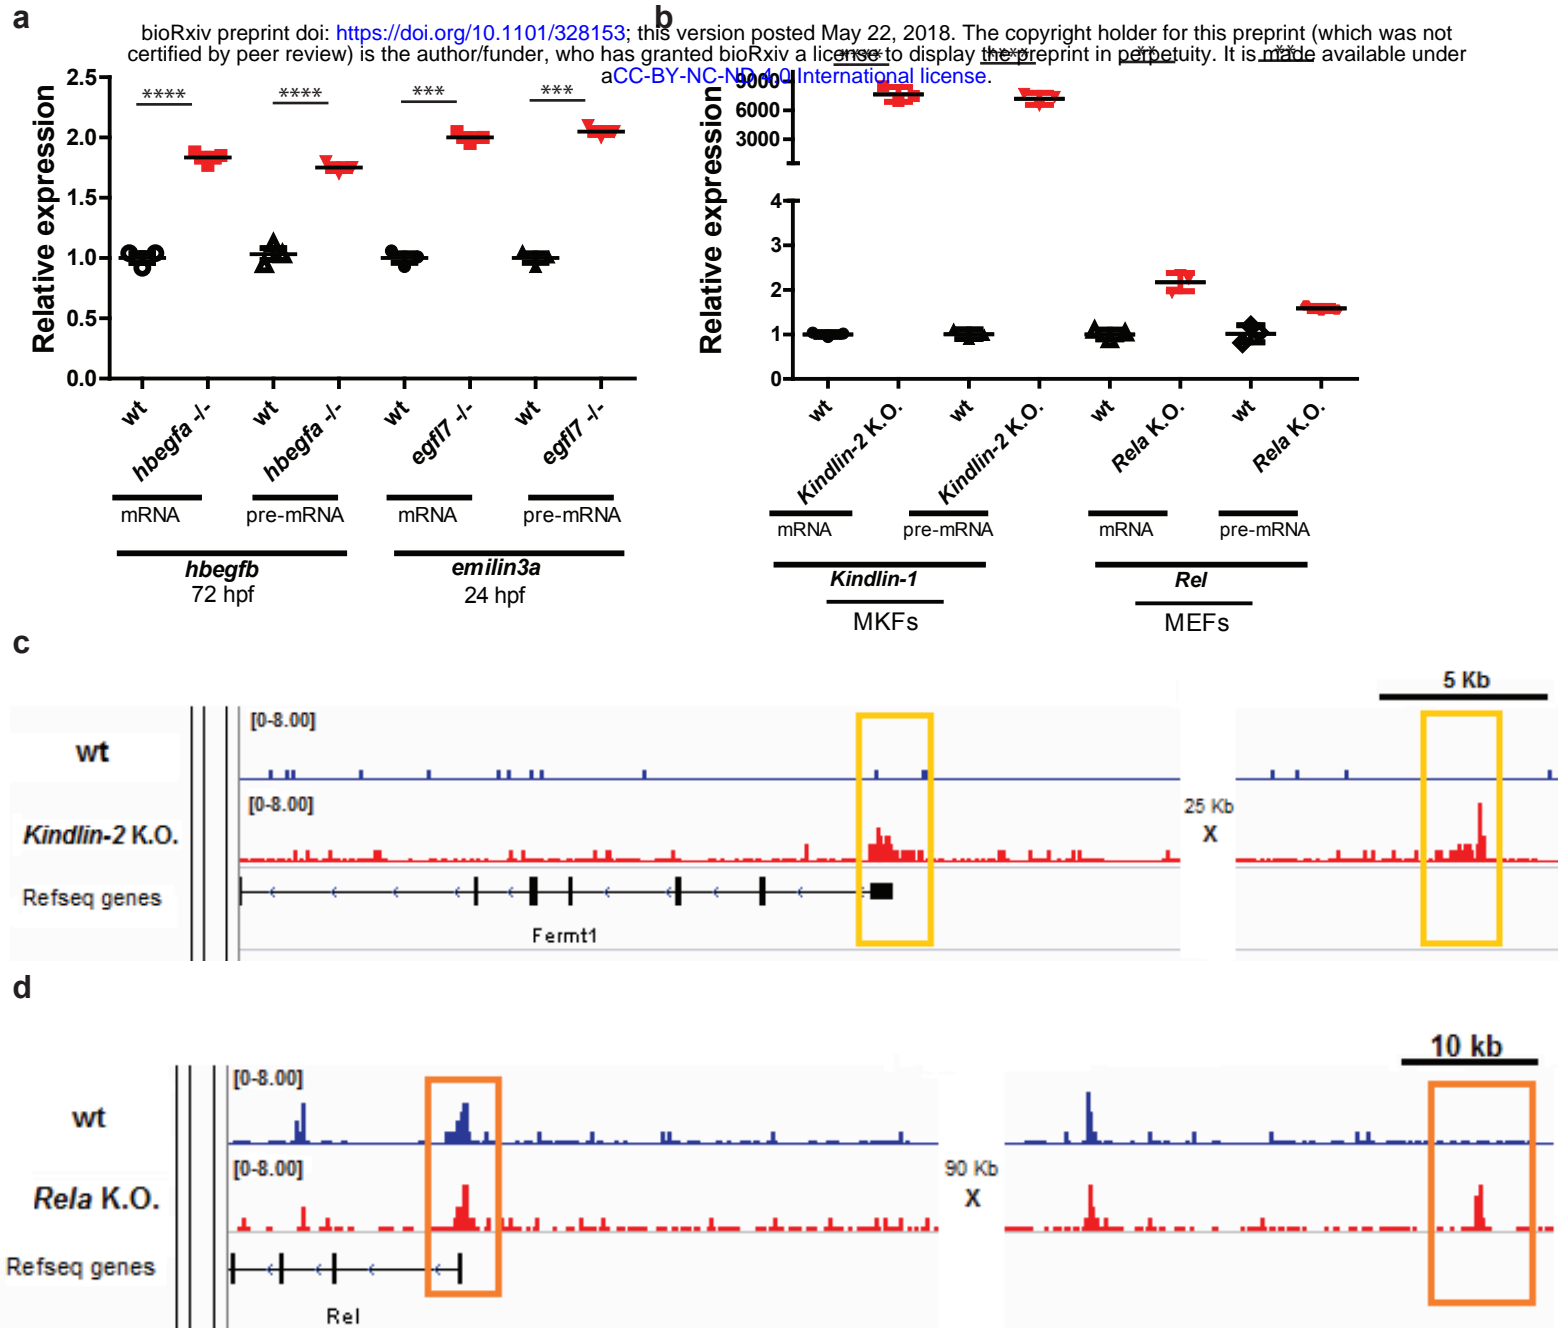 a
b
bioRxiv preprint doi: https://doi.org/10.1101/328153; this version posted May 22, 2018. The copyright holder for this preprint (which was not
certified by peer review) is the author/funder, who has granted bioRxiv a license to display the preprint in perpetuity. It is made available under
aCC-BY-NC-ND 4.0 International license.
Relative expression
2.5
2.0
1.5
1.0
0.5
0.0
**** **** *** ***
wt
hbegfa -/-
wt
hbegfa -/-
wt
egfl7 -/-
wt
egfl7 -/-
mRNA pre-mRNA mRNA pre-mRNA
hbegfb emilin3a
72 hpf 24 hpf
Relative expression
9000
6000
3000
4
3
2
1
0
**** **** ** **
wt
Kindlin-2 K.O.
wt
Kindlin-2 K.O.
wt
Rela K.O.
wt
Rela K.O.
mRNA pre-mRNA mRNA pre-mRNA
Kindlin-1 Rel
MKFs MEFs
c
5 Kb
[0-8.00]
wt
[0-8.00]
Kindlin-2 K.O.
25 Kb
X
Refseq genes
Fermt1
d
10 kb
[0-8.00]
wt
[0-8.00]
Rela K.O.
90 Kb
X
Refseq genes
Rel